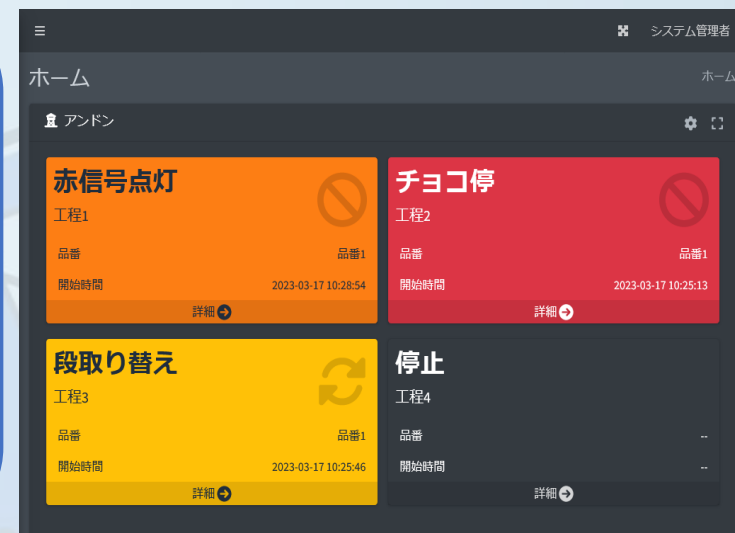 システム管理者
ホーム
ホーム
アンドン
赤信号点灯
工程1
品番 品番1
開始時間 2023-03-17 10:28:54
詳細
チョコ停
工程2
品番 品番1
開始時間 2023-03-17 10:25:13
詳細
段取り替え
工程3
品番 品番1
開始時間 2023-03-17 10:25:46
詳細
停止
工程4
品番 --
開始時間 --
詳細